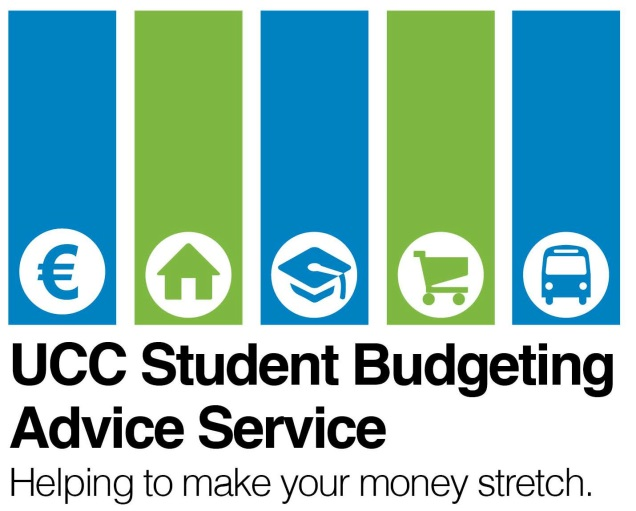 €
UCC Student Budgeting
Advice Service
Helping to make your money stretch.